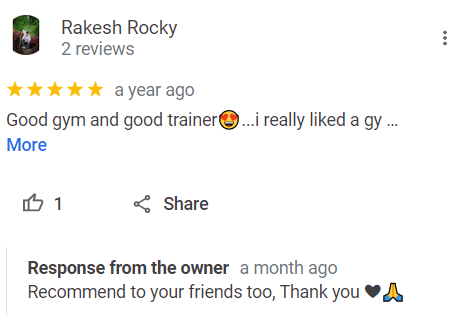 Rakesh Rocky
2 reviews
a year ago
Good gym and good trainer😍...i really liked a gy ...
More
1
Share
Response from the owner a month ago
Recommend to your friends too, Thank you 🖤🙏